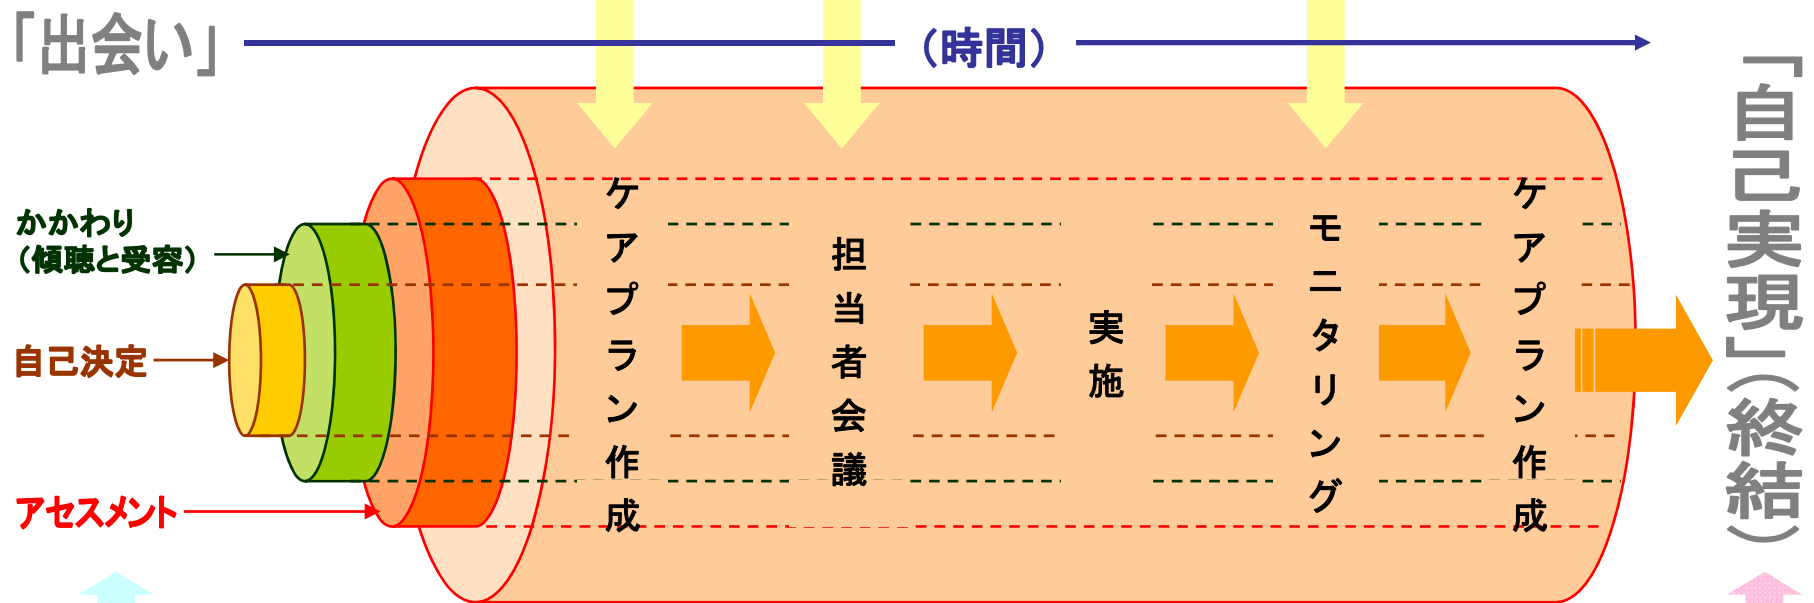 「出会い」
（時間）
かかわり
（傾聴と受容）
自己決定
アセスメント
ケアプラン作成
担当者会議
実施
モニタリング
ケアプラン作成
「自己実現」（終結）